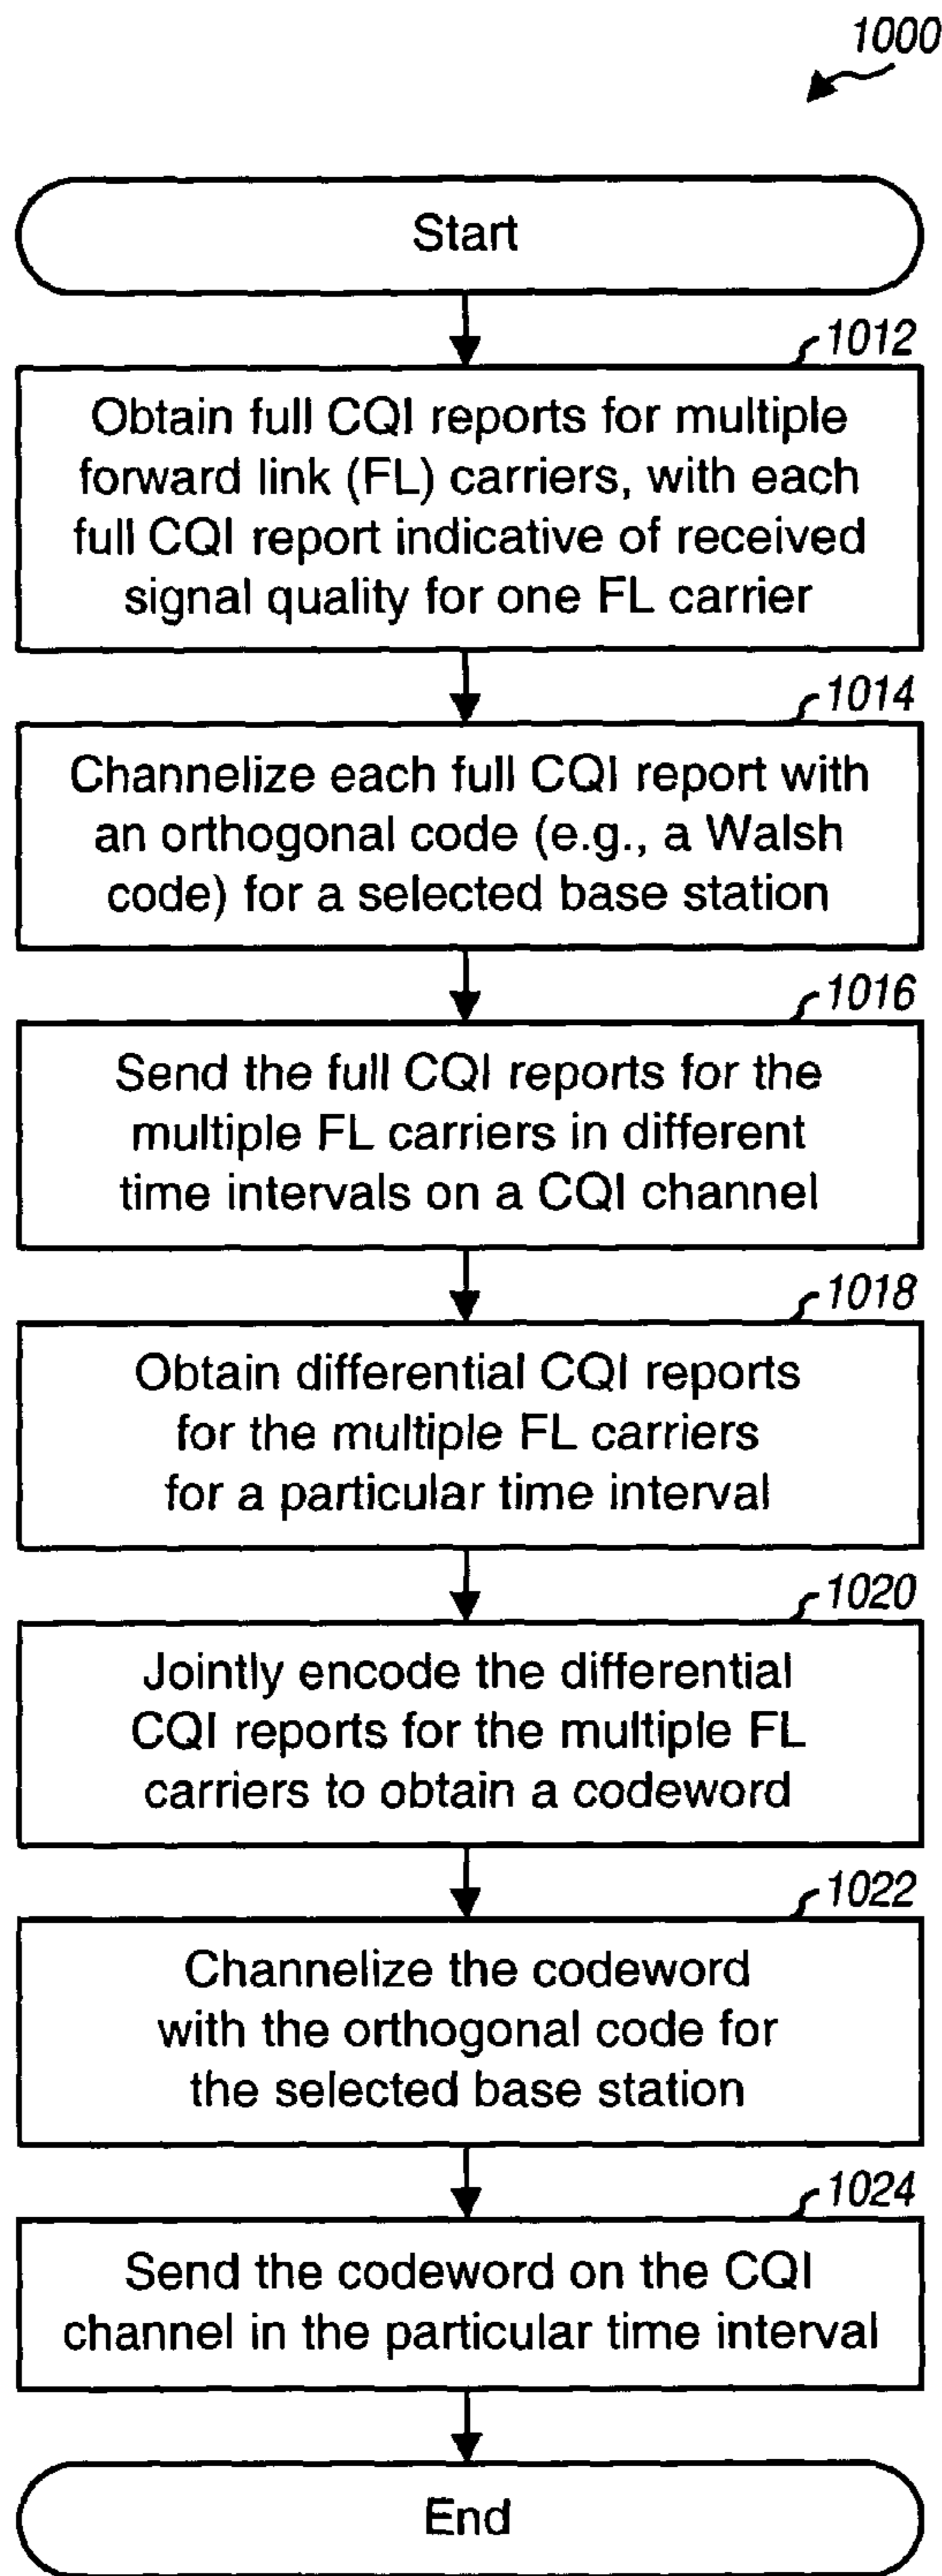 1000
Start
1012
Obtain full CQI reports for multiple
forward link (FL) carriers, with each
full CQI report indicative of received
signal quality for one FL carrier
1014
Channelize each full CQI report with
an orthogonal code (e.g., a Walsh
code) for a selected base station
1016
Send the full CQI reports for the
multiple FL carriers in different
time intervals on a CQI channel
1018
Obtain differential CQI reports
for the multiple FL carriers
for a particular time interval
1020
Jointly encode the differential
CQI reports for the multiple FL
carriers to obtain a codeword
1022
Channelize the codeword
with the orthogonal code for
the selected base station
1024
Send the codeword on the CQI
channel in the particular time interval
End